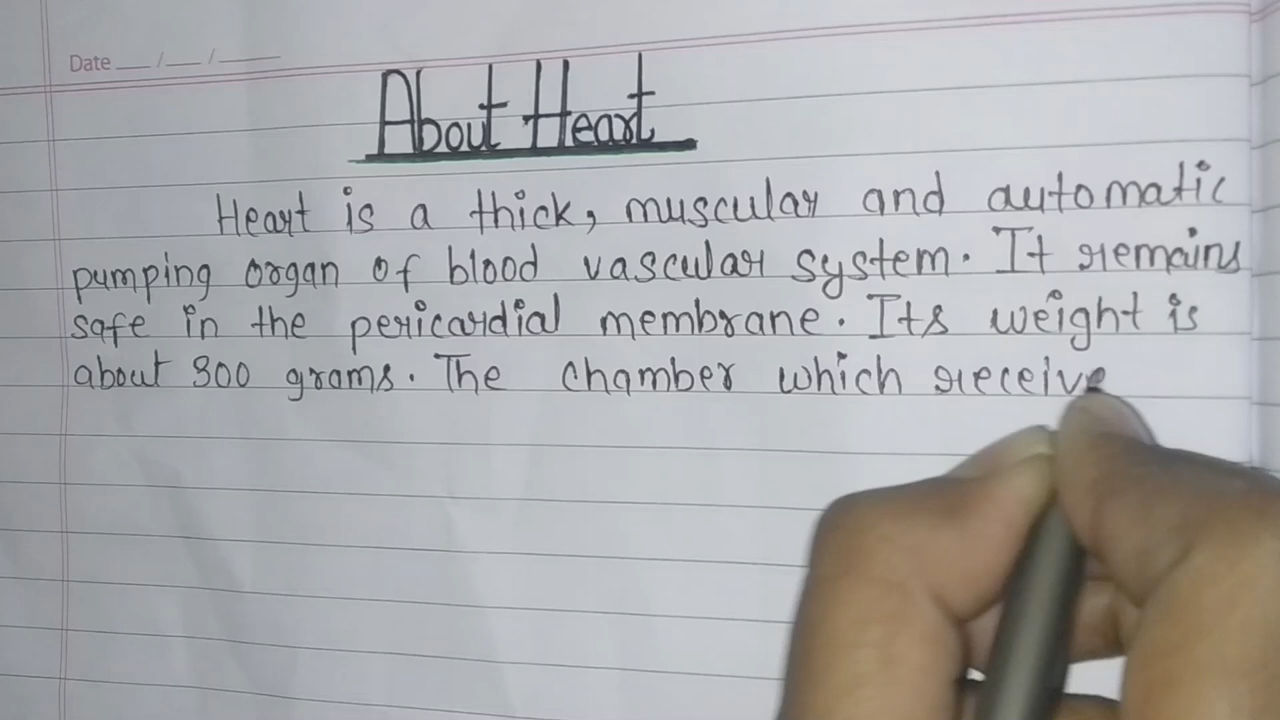 Date __/__/____
About Heart
Heart is a thick, muscular and automatic
pumping organ of blood vascular system. It remains
safe in the pericardial membrane. Its weight is
about 300 grams. The chamber which receive